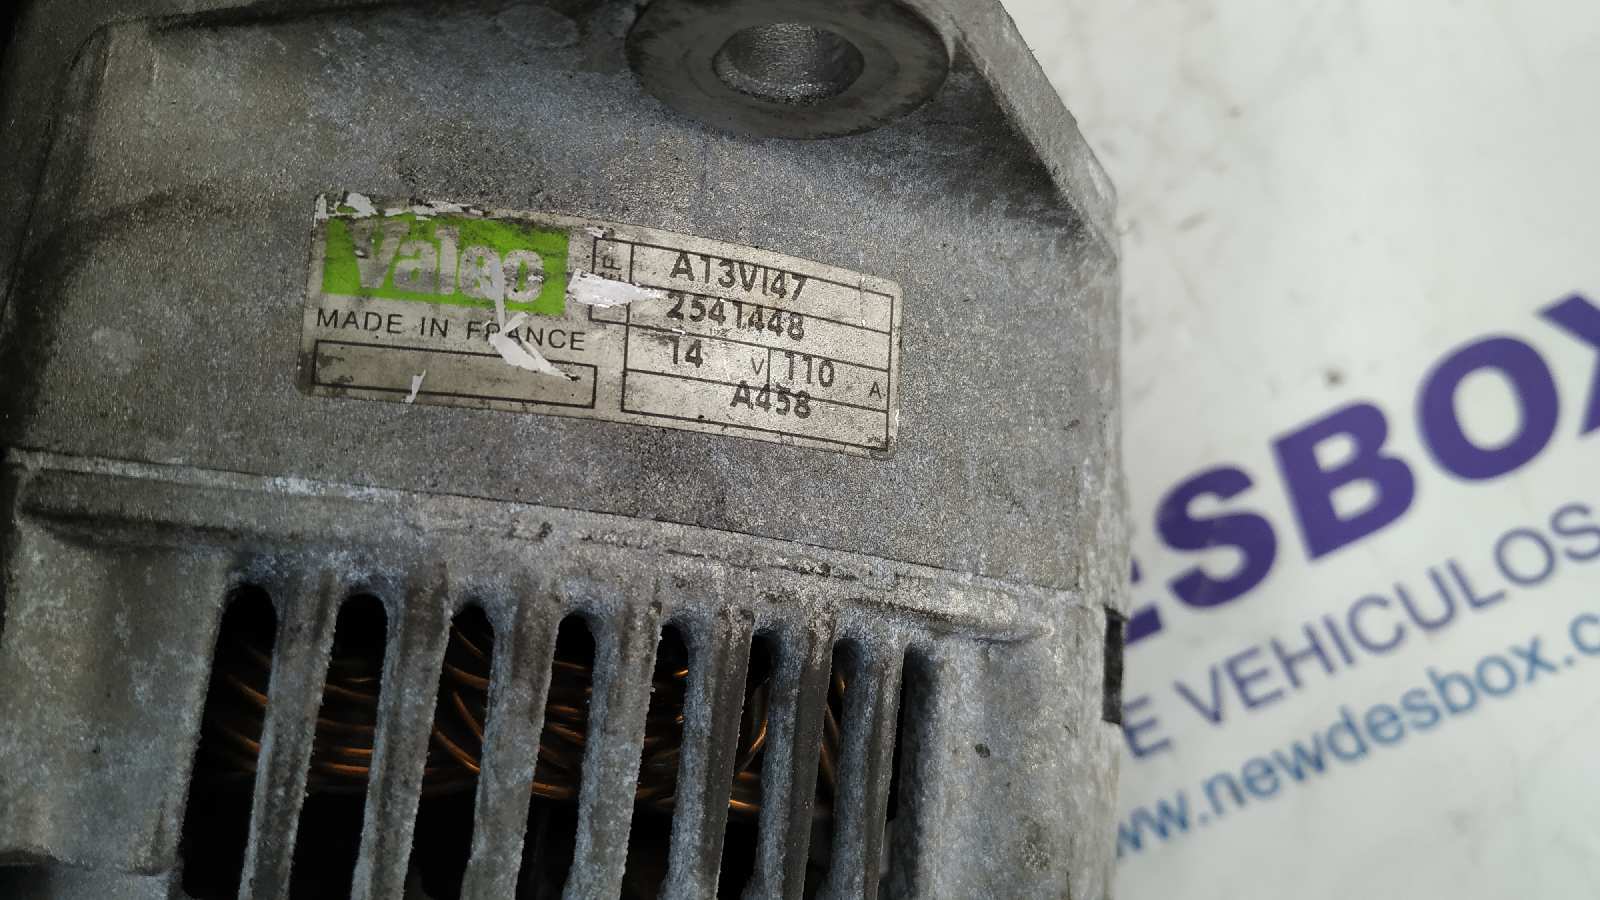 Valeo
MADE IN FRANCE
A13VI47
2541448
14 V 110 A
A458
ESBOX
E VEHICULOS
www.newdesbox.c